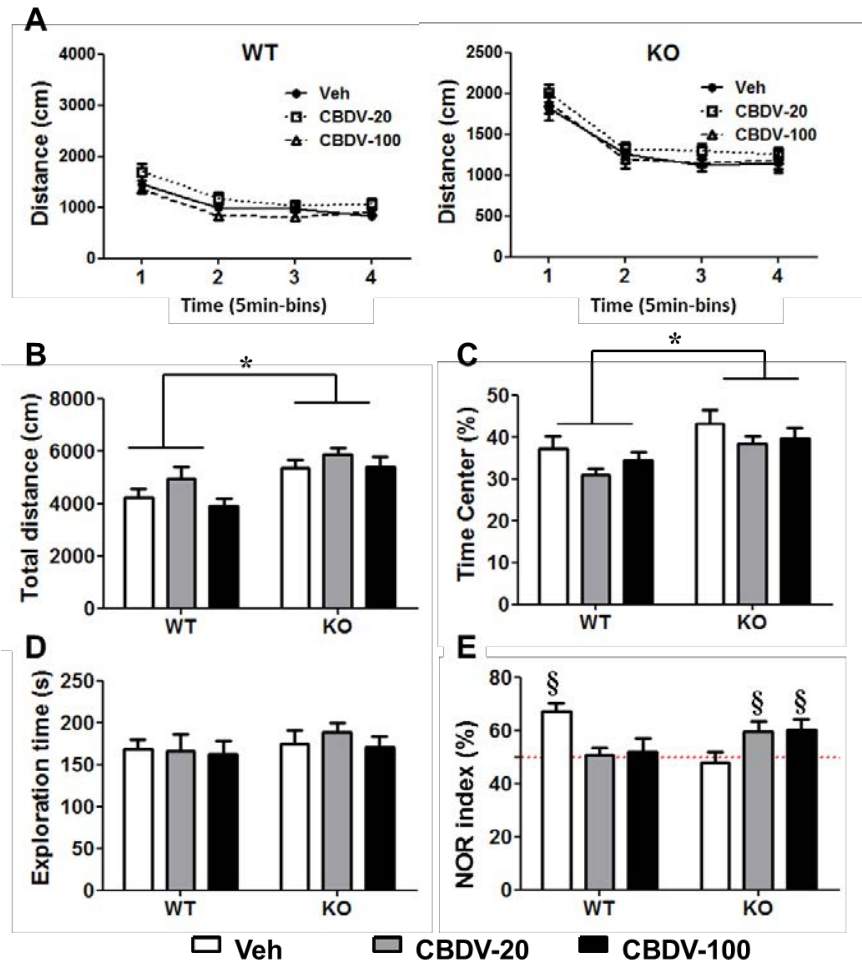 A
WT
Distance (cm)
4000
3000
2000
1000
0
Veh
CBDV-20
CBDV-100
1 2 3 4
Time (5min-bins)
KO
Distance (cm)
2500
2000
1500
1000
500
0
Veh
CBDV-20
CBDV-100
1 2 3 4
Time (5min-bins)
B
*
Total distance (cm)
8000
6000
4000
2000
0
WT KO
C
*
Time Center (%)
50
40
30
20
10
0
WT KO
D
Exploration time (s)
250
200
150
100
50
0
WT KO
E
NOR index (%)
80
60
40
20
0
§ § §
WT KO
Veh CBDV-20 CBDV-100